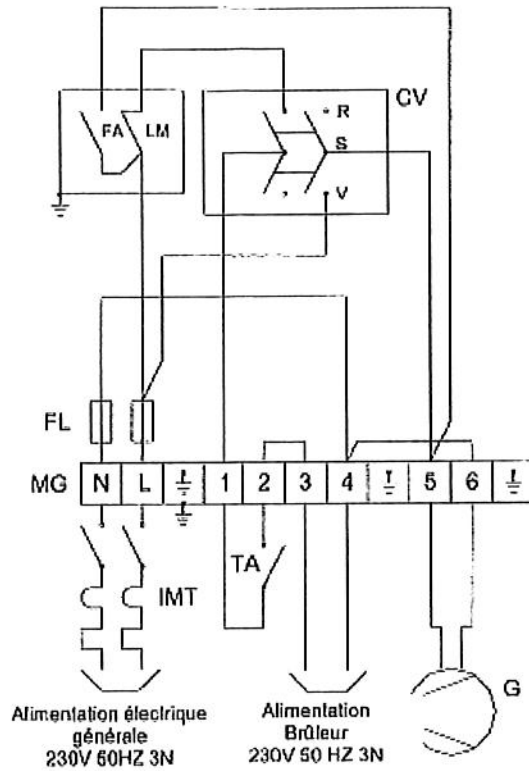 CV
R
FA LM
S
V
FL
MG N L 1 2 3 4 5 6
TA
IMT
G
Alimentation électrique
générale
230V 50HZ 3N
Alimentation
Brûleur
230V 50 HZ 3N